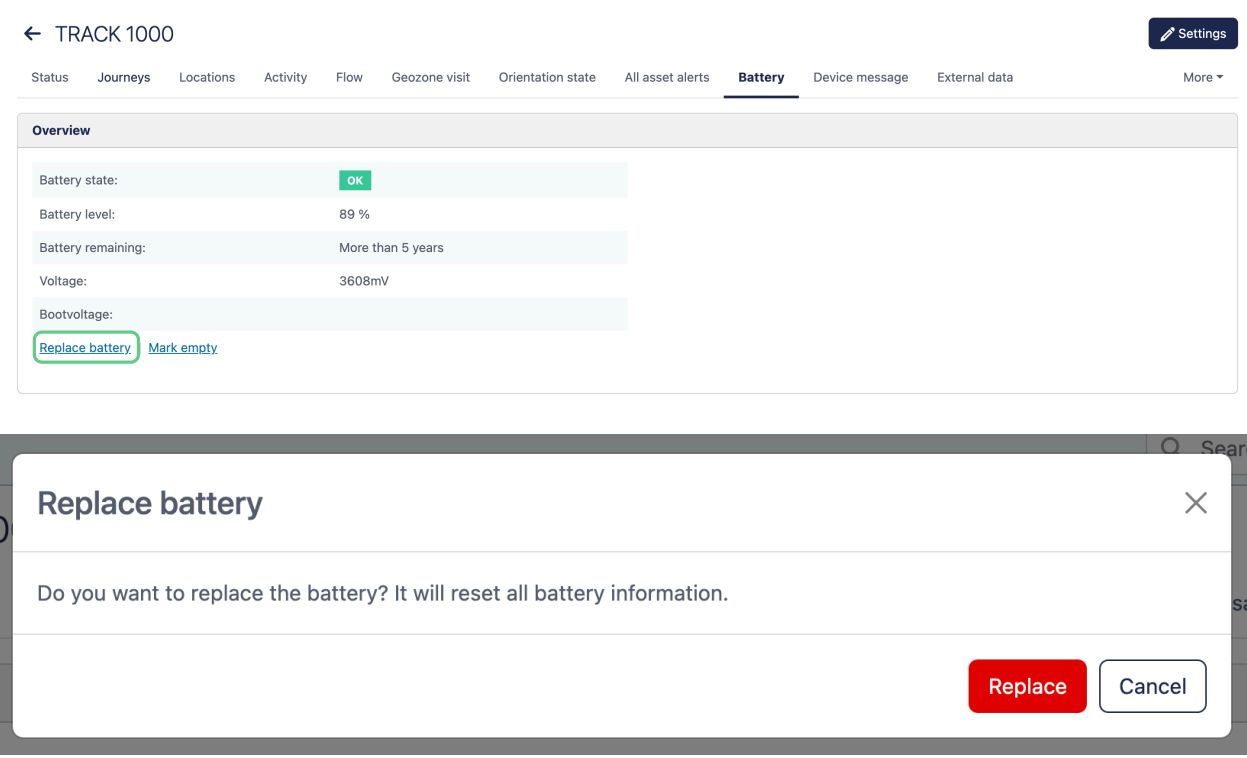 TRACK 1000
Settings
Status Journeys Locations Activity Flow Geozone visit Orientation state All asset alerts Battery Device message External data More
Overview
Battery state: OK
Battery level: 89 %
Battery remaining: More than 5 years
Voltage: 3608mV
Bootvoltage:
Replace battery Mark empty
Replace battery
Do you want to replace the battery? It will reset all battery information.
Replace Cancel